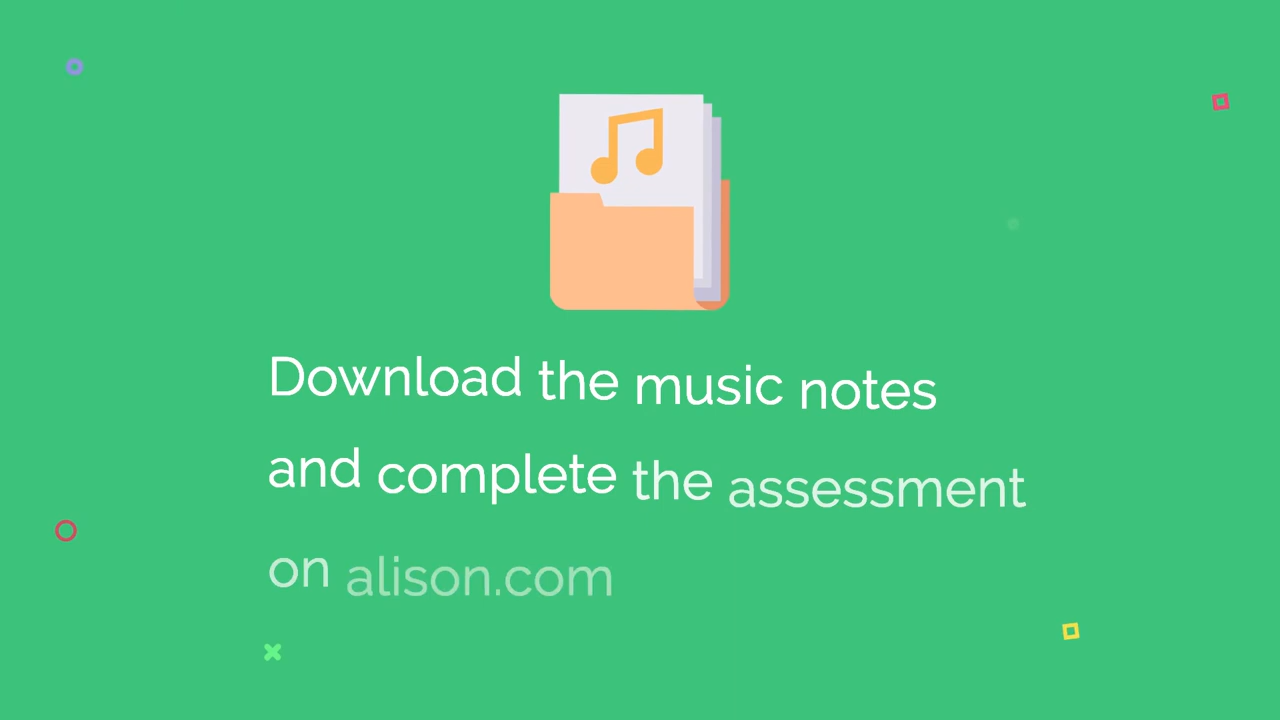 Download the music notes
and complete the assessment
on alison.com